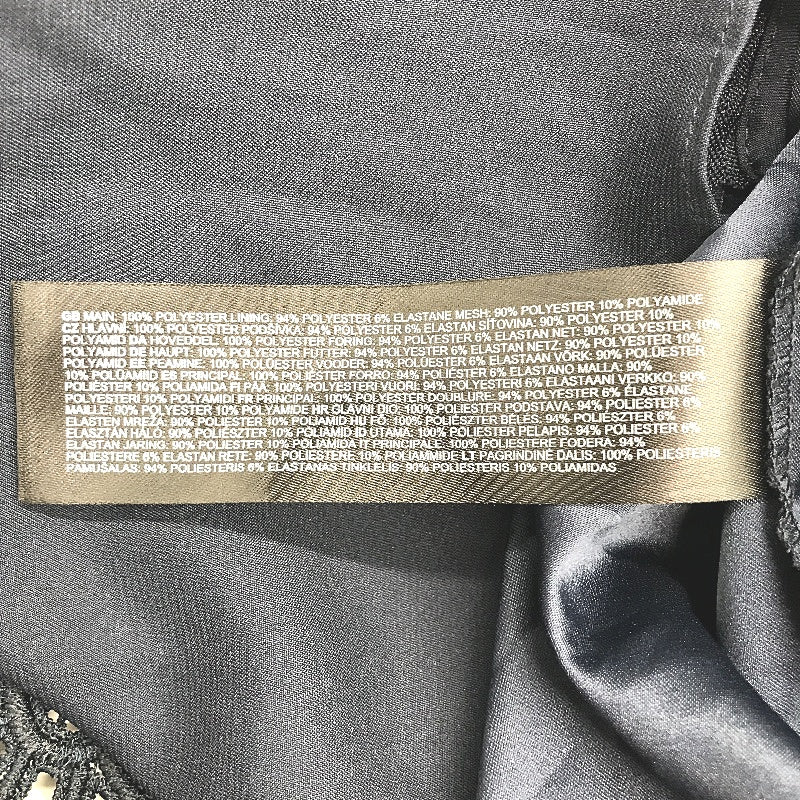 GB MAIN: 100% POLYESTER LINING: 94% POLYESTER 6% ELASTANE MESH: 90% POLYESTER 10% POLYAMIDE
CZ HLAVNÍ: 100% POLYESTER PODŠÍVKA: 94% POLYESTER 6% ELASTAN SÍTOVINA: 90% POLYESTER 10%
POLYAMID DA HOVEDDEL: 100% POLYESTER FORING: 94% POLYESTER 6% ELASTAN NET: 90% POLYESTER 10%
POLYAMID DE HAUPT: 100% POLYESTER FUTTER: 94% POLYESTER 6% ELASTAN NETZ: 90% POLYESTER 10%
POLYAMID EE PEAMINE: 100% POLÜESTER VOODER: 94% POLÜESTER 6% ELASTAAN VÕRK: 90% POLÜESTER
10% POLÜAMIID ES PRINCIPAL: 100% POLIÉSTER FORRO: 94% POLIÉSTER 6% ELASTANO MALLA: 90%
POLIÉSTER 10% POLIAMIDA FI PÄÄ: 100% POLYESTERI VUORI: 94% POLYESTERI 6% ELASTAANI VERKKO: 90%
POLYESTERI 10% POLYAMIDI FR PRINCIPAL: 100% POLYESTER DOUBLURE: 94% POLYESTER 6% ÉLASTANE
MAILLE: 90% POLYESTER 10% POLYAMIDE HR GLAVNI DIO: 100% POLIESTER PODSTAVA: 94% POLIESTER 6%
ELASTEN MREŽA: 90% POLIESTER 10% POLIAMID HU FŐ: 100% POLIÉSZTER BÉLÉS: 94% POLIÉSZTER 6%
ELASZTÁN HÁLÓ: 90% POLIÉSZTER 10% POLIAMID ID UTAMA: 100% POLIESTER PELAPIS: 94% POLIESTER 6%
ELASTAN JARING: 90% POLIESTER 10% POLIAMIDA IT PRINCIPALE: 100% POLIESTERE FODERA: 94%
POLIESTERE 6% ELASTAN RETE: 90% POLIESTERE 10% POLIAMMIDE LT PAGRINDINĖ DALIS: 100% POLIESTERIS
PAMUŠALAS: 94% POLIESTERIS 6% ELASTANAS TINKLELIS: 90% POLIESTERIS 10% POLIAMIDAS